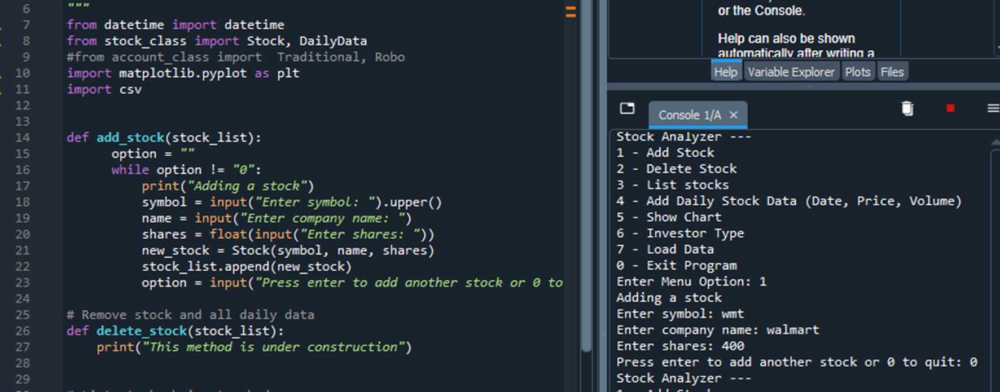 6 """
7 from datetime import datetime
8 from stock_class import Stock, DailyData
9 #from account_class import  Traditional, Robo
10 import matplotlib.pyplot as plt
11 import csv
12
13
14 def add_stock(stock_list):
15       option = ""
16       while option != "0":
17           print("Adding a stock")
18           symbol = input("Enter symbol: ").upper()
19           name = input("Enter company name: ")
20           shares = float(input("Enter shares: "))
21           new_stock = Stock(symbol, name, shares)
22           stock_list.append(new_stock)
23           option = input("Press enter to add another stock or 0 to
24
25 # Remove stock and all daily data
26 def delete_stock(stock_list):
27     print("This method is under construction")
28
29
or the Console.
Help can also be shown
automatically after writing a
Help Variable Explorer Plots Files
Console 1/A
Stock Analyzer ---
1 - Add Stock
2 - Delete Stock
3 - List stocks
4 - Add Daily Stock Data (Date, Price, Volume)
5 - Show Chart
6 - Investor Type
7 - Load Data
0 - Exit Program
Enter Menu Option: 1
Adding a stock
Enter symbol: wmt
Enter company name: walmart
Enter shares: 400
Press enter to add another stock or 0 to quit: 0
Stock Analyzer ---
1 - Add Stock